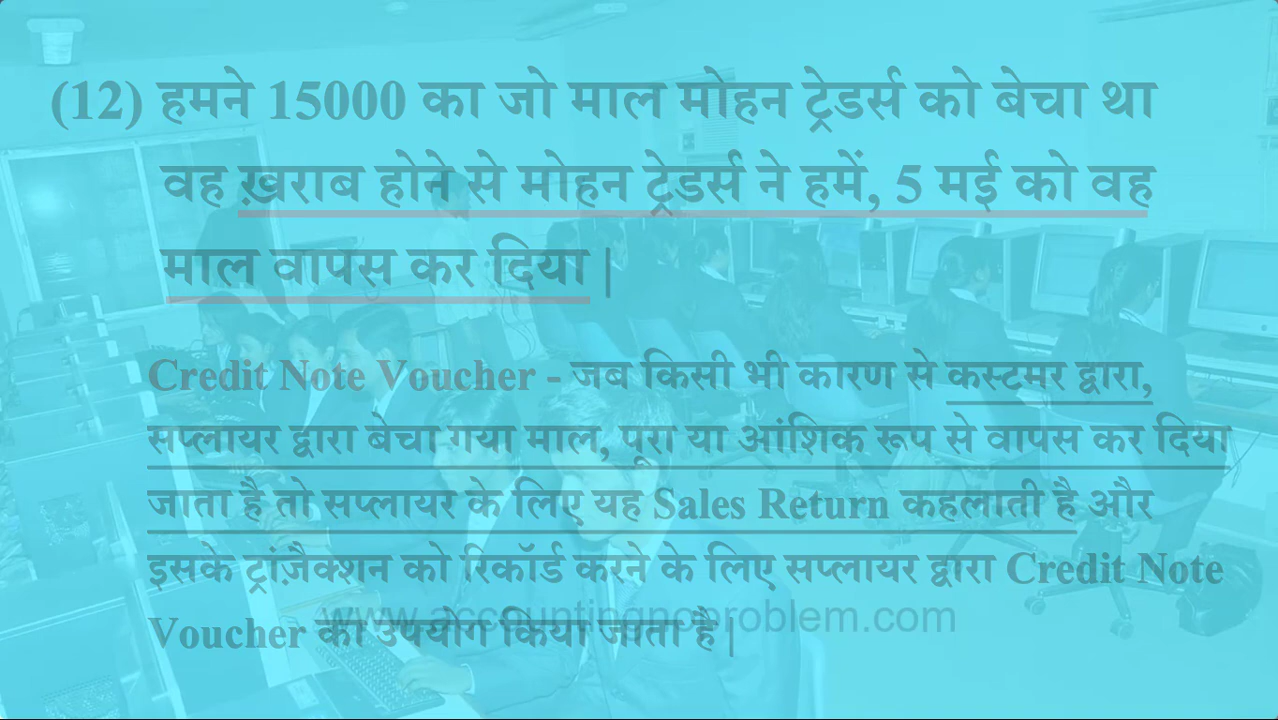 (12) हमने 15000 का जो माल मोहन ट्रेडर्स को बेचा था
वह ख़राब होने से मोहन ट्रेडर्स ने हमें, 5 मई को वह
माल वापस कर दिया |
Credit Note Voucher - जब किसी भी कारण से कस्टमर द्वारा,
सप्लायर द्वारा बेचा गया माल, पूरा या आंशिक रूप से वापस कर दिया
जाता है तो सप्लायर के लिए यह Sales Return कहलाती है और
इसके ट्रांज़ैक्शन को रिकॉर्ड करने के लिए सप्लायर द्वारा Credit Note
www.accountingnoproblem.com
Voucher का उपयोग किया जाता है |